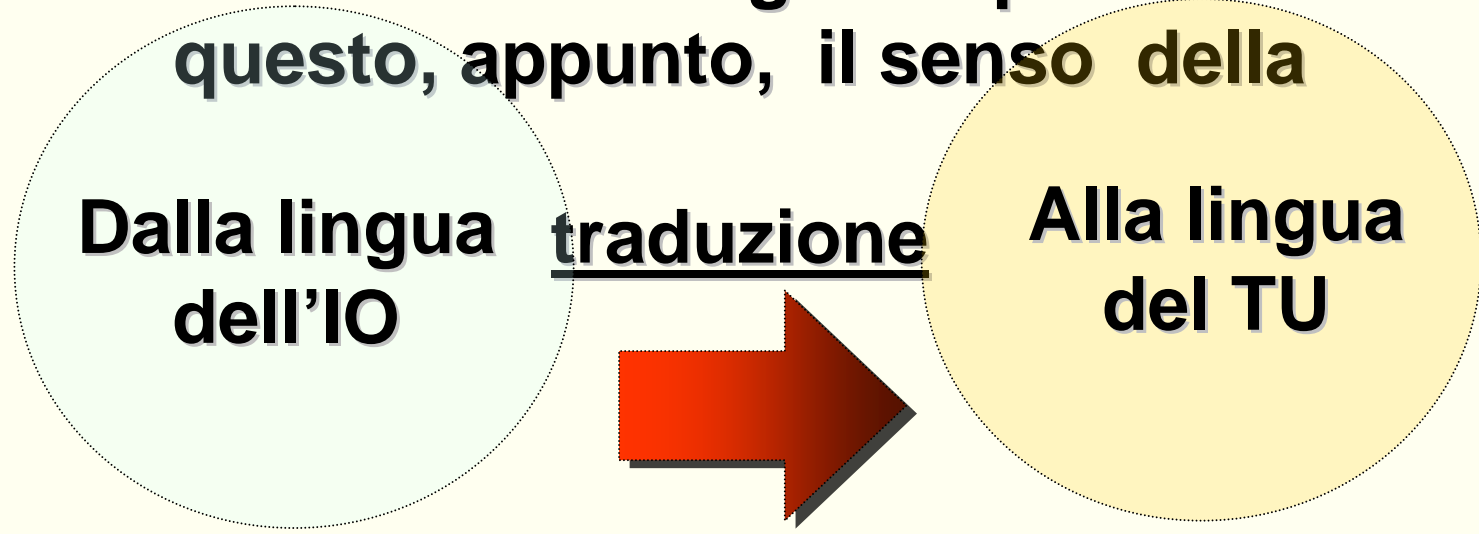 questo, appunto, il senso della
traduzione
Dalla lingua
dell’IO
Alla lingua
del TU